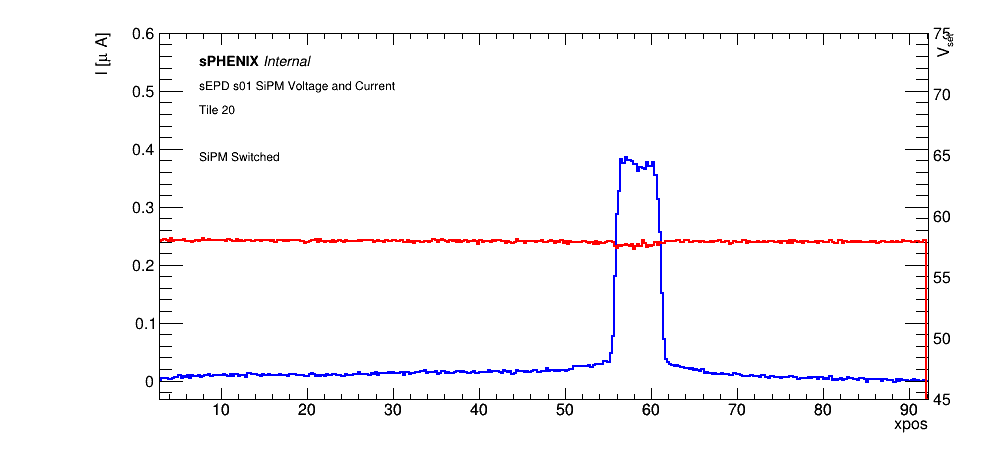 I [μ A]
0.6
0.5
0.4
0.3
0.2
0.1
0
sPHENIX Internal
sEPD s01 SiPM Voltage and Current
Tile 20
SiPM Switched
75
70
65
60
55
50
45
V_set
10 20 30 40 50 60 70 80 90
xpos